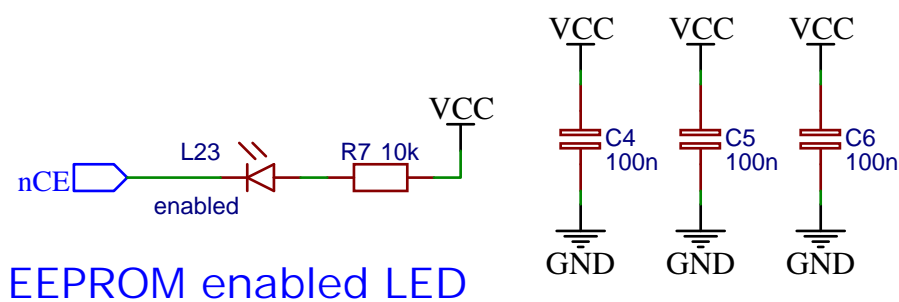 VCC VCC VCC
VCC
L23 R7 10k
C4 C5 C6
100n 100n 100n
nCE
enabled
GND GND GND
EEPROM enabled LED